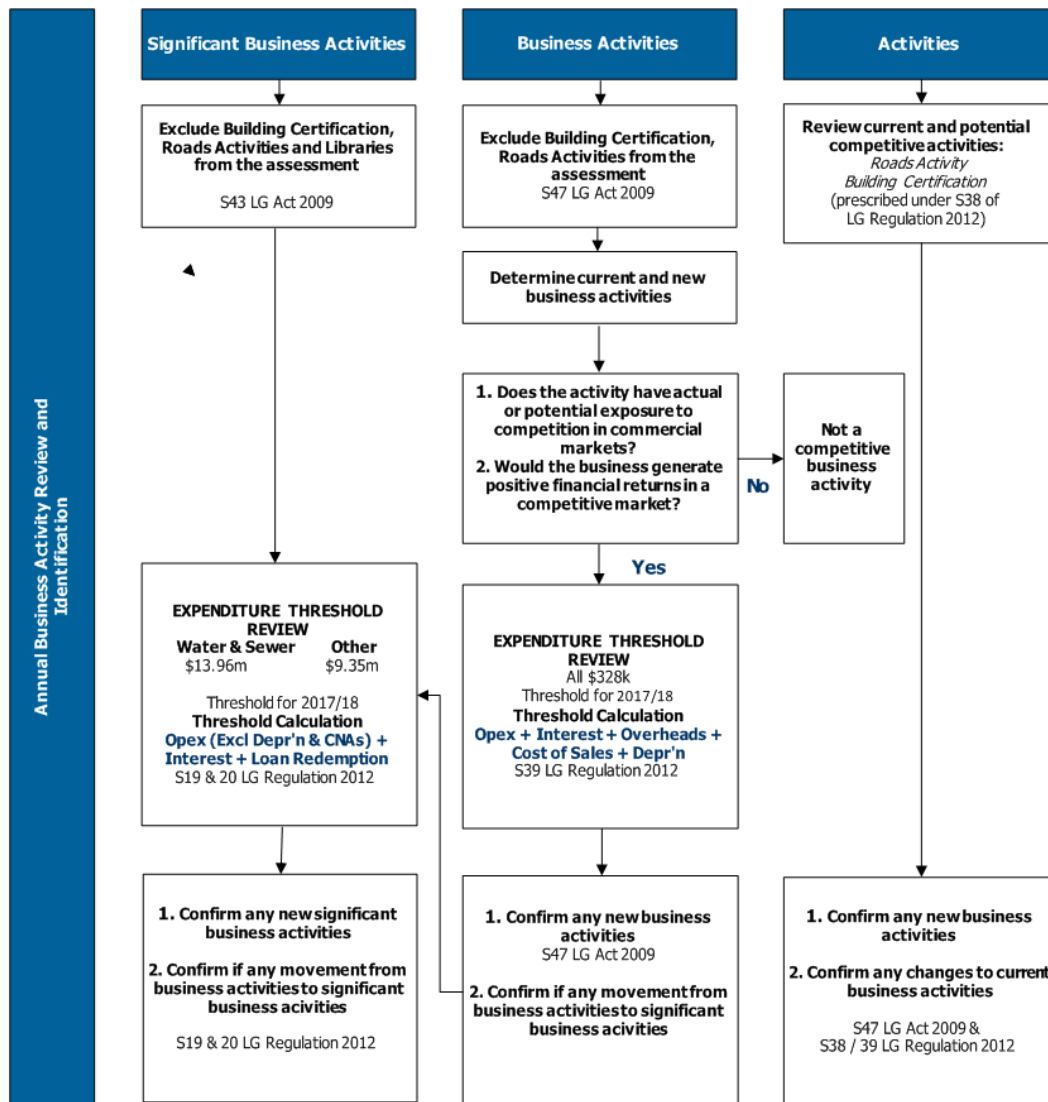 Annual Business Activity Review and
Identification
Significant Business Activities
Exclude Building Certification,
Roads Activities and Libraries
from the assessment
S43 LG Act 2009
EXPENDITURE THRESHOLD
REVIEW
Water & Sewer Other
$13.96m $9.35m
Threshold for 2017/18
Threshold Calculation
Opex (Excl Depr'n & CNAs) +
Interest + Loan Redemption
S19 & 20 LG Regulation 2012
1. Confirm any new significant
business activities
2. Confirm if any movement from
business activities to significant
business acivities
S19 & 20 LG Regulation 2012
Business Activities
Exclude Building Certification,
Roads Activities from the
assessment
S47 LG Act 2009
Determine current and new
business activities
1. Does the activity have actual
or potential exposure to
competition in commercial
markets?
2. Would the business generate
positive financial returns in a
competitive market?
No
Not a
competitive
business
activity
Yes
EXPENDITURE THRESHOLD
REVIEW
All $328k
Threshold for 2017/18
Threshold Calculation
Opex + Interest + Overheads +
Cost of Sales + Depr'n
S39 LG Regulation 2012
1. Confirm any new business
activities
S47 LG Act 2009
2. Confirm if any movement from
business activities to significant
business acivities
Activities
Review current and potential
competitive activities:
Roads Activity
Building Certification
(prescribed under S38 of
LG Regulation 2012)
1. Confirm any new business
activities
2. Confirm any changes to current
business activities
S47 LG Act 2009 &
S38 / 39 LG Regulation 2012